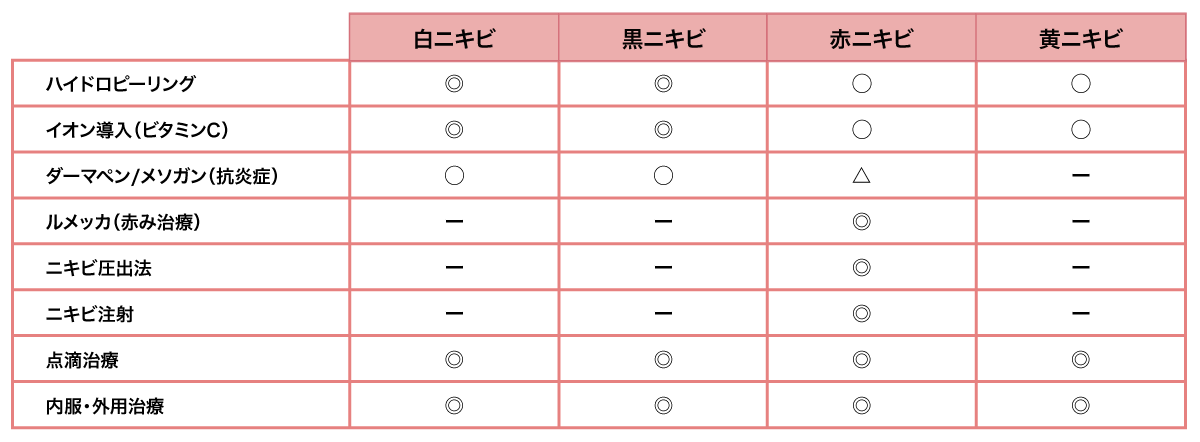 白ニキビ 黒ニキビ 赤ニキビ 黄ニキビ
ハイドロピーリング ◎ ◎ ○ ○
イオン導入(ビタミンC) ◎ ◎ ○ ○
ダーマペン/メソガン(抗炎症) ○ ○ △ ー
ルメッカ(赤み治療) ー ー ◎ ー
ニキビ圧出法 ー ー ◎ ー
ニキビ注射 ー ー ◎ ー
点滴治療 ◎ ◎ ◎ ◎
内服・外用治療 ◎ ◎ ◎ ◎